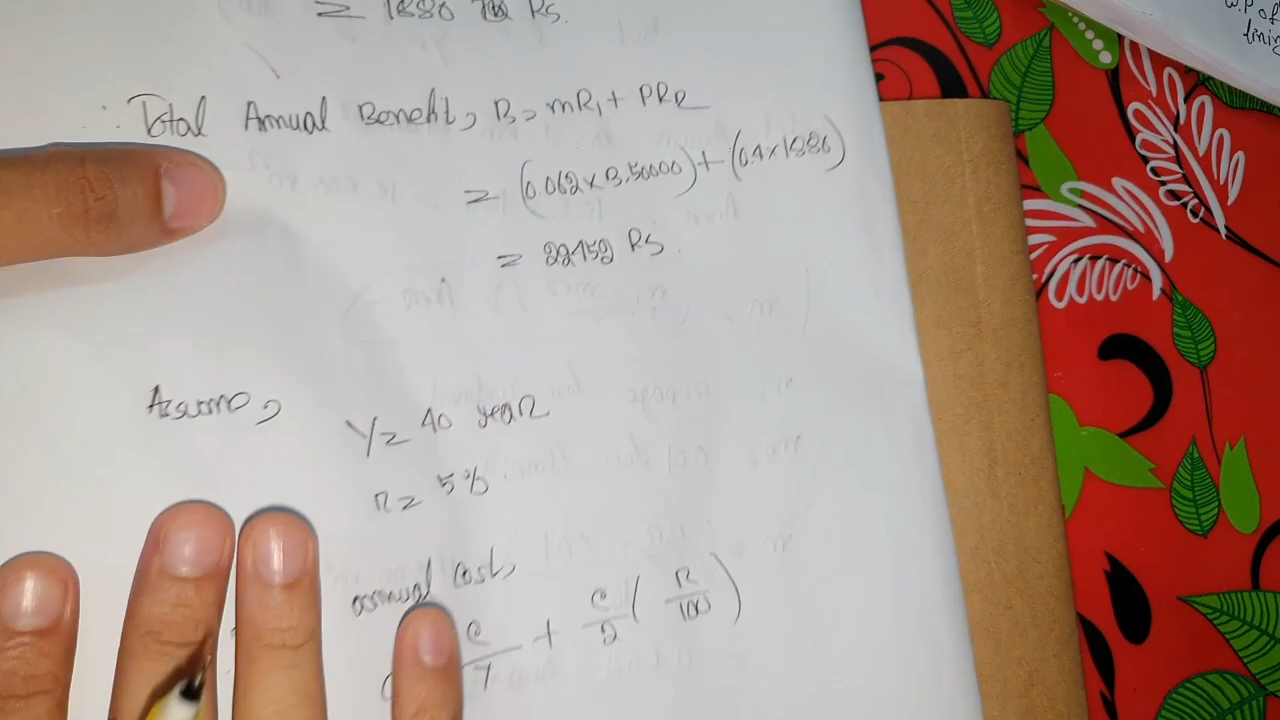 = 1880 Rs.
∴ Total Annual Benefit, B = mR1 + PR2
= (0.062 × 3,50000) + (0.4 × 1880)
= 22452 Rs.
Assume,
Y = 40 year
r = 5%
annual cost,
C/Y + C/2 (r/100)
w.p of